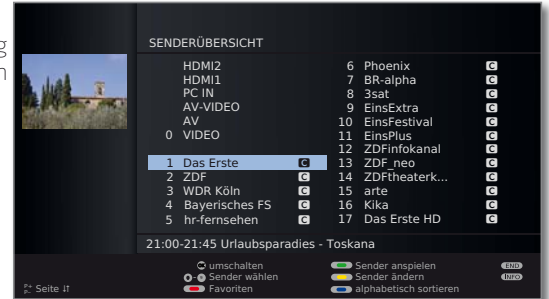 g
n
SENDERÜBERSICHT
HDMI2
HDMI1
PC IN
AV-VIDEO
AV
0 VIDEO
1 Das Erste C
2 ZDF C
3 WDR Köln C
4 Bayerisches FS C
5 hr-fernsehen C
6 Phoenix C
7 BR-alpha C
8 3sat C
9 EinsExtra C
10 EinsFestival C
11 EinsPlus C
12 ZDFinfokanal C
13 ZDF_neo C
14 ZDFtheaterk... C
15 arte C
16 Kika C
17 Das Erste HD C
21:00-21:45 Urlaubsparadies - Toskana
OK umschalten
0-9 Sender wählen
Favoriten
Sender anspielen END
Sender ändern INFO
alphabetisch sortieren
P+ P- Seite ↓↑